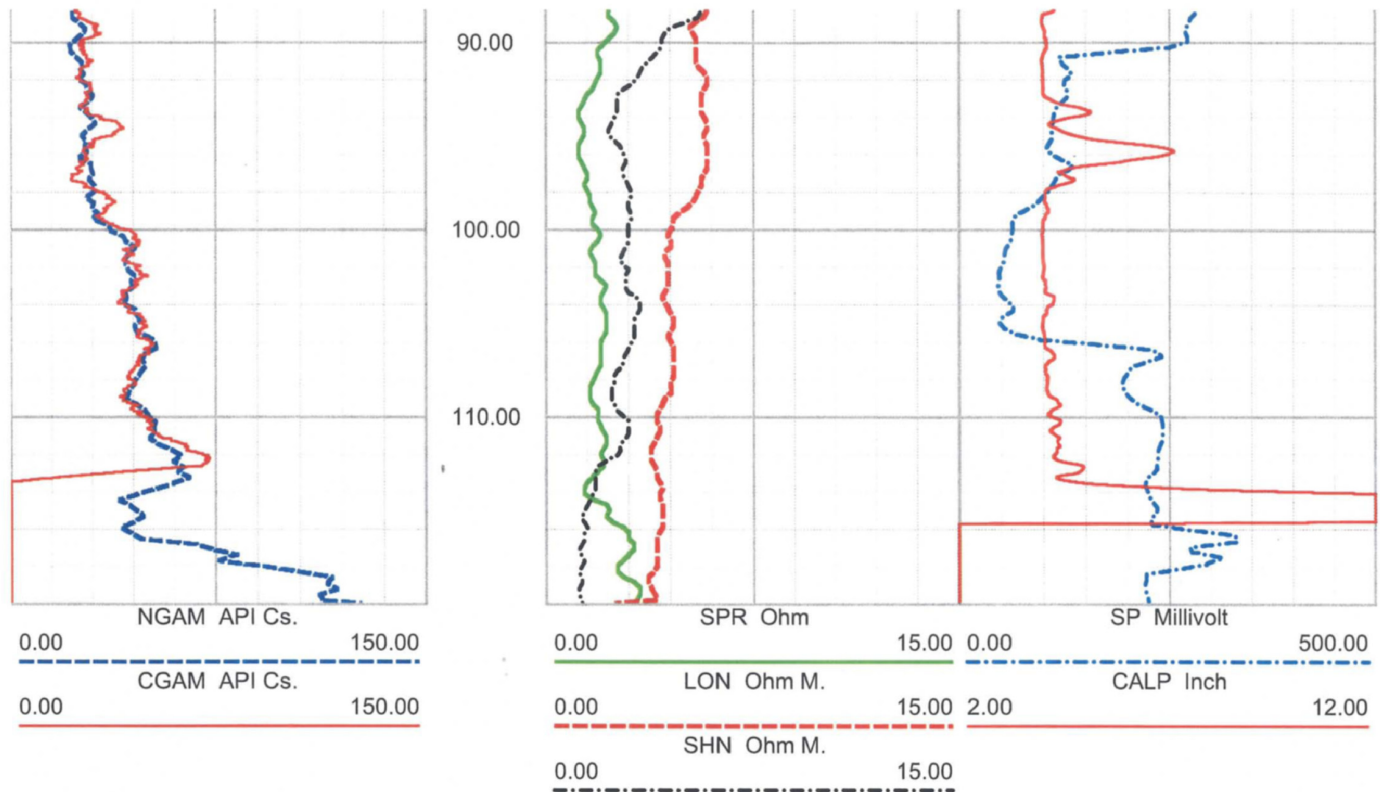 90.00
100.00
110.00
NGAM API Cs.
0.00 150.00
CGAM API Cs.
0.00 150.00
SPR Ohm
0.00 15.00
LON Ohm M.
0.00 15.00
SHN Ohm M.
0.00 15.00
SP Millivolt
0.00 500.00
CALP Inch
2.00 12.00